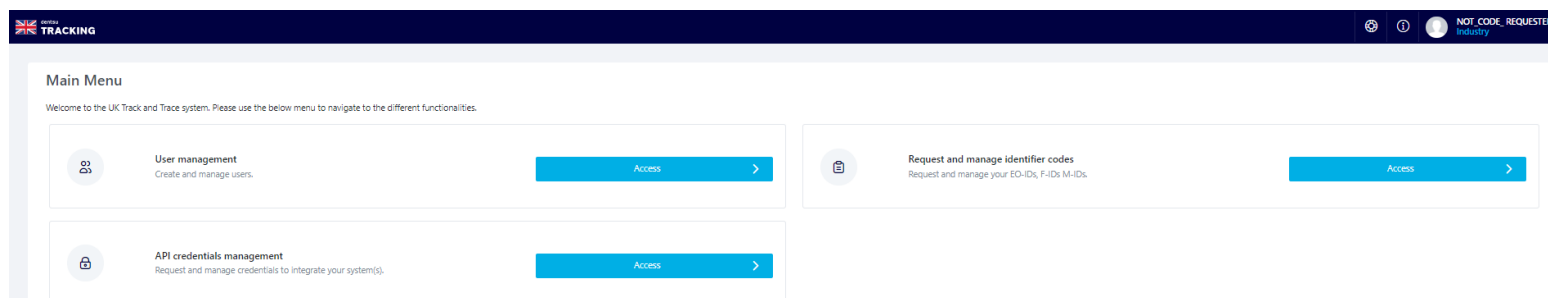 dentsu
TRACKING
NOT_CODE_REQUESTE
Industry
Main Menu
Welcome to the UK Track and Trace system. Please use the below menu to navigate to the different functionalities.
User management
Create and manage users.
Access
Request and manage identifier codes
Request and manage your EO-IDs, F-IDs M-IDs.
Access
API credentials management
Request and manage credentials to integrate your system(s).
Access